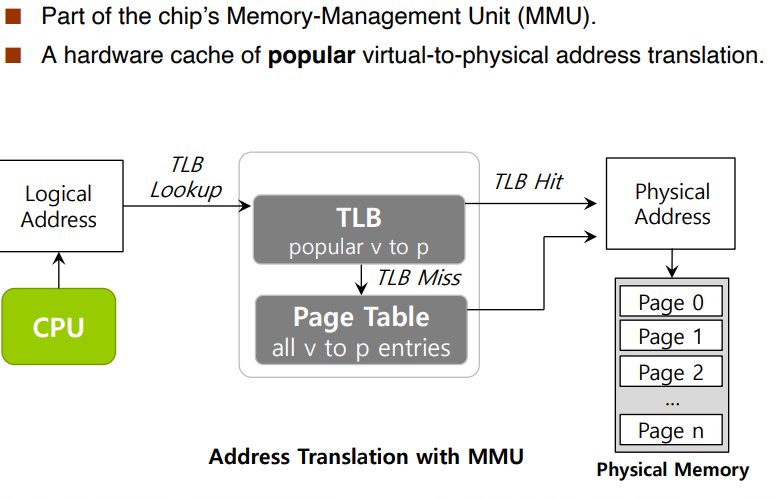 Part of the chip's Memory-Management Unit (MMU).
A hardware cache of popular virtual-to-physical address translation.
Logical
Address
CPU
TLB
Lookup
TLB
popular v to p
TLB Miss
Page Table
all v to p entries
TLB Hit
Physical
Address
Page 0
Page 1
Page 2
...
Page n
Address Translation with MMU
Physical Memory